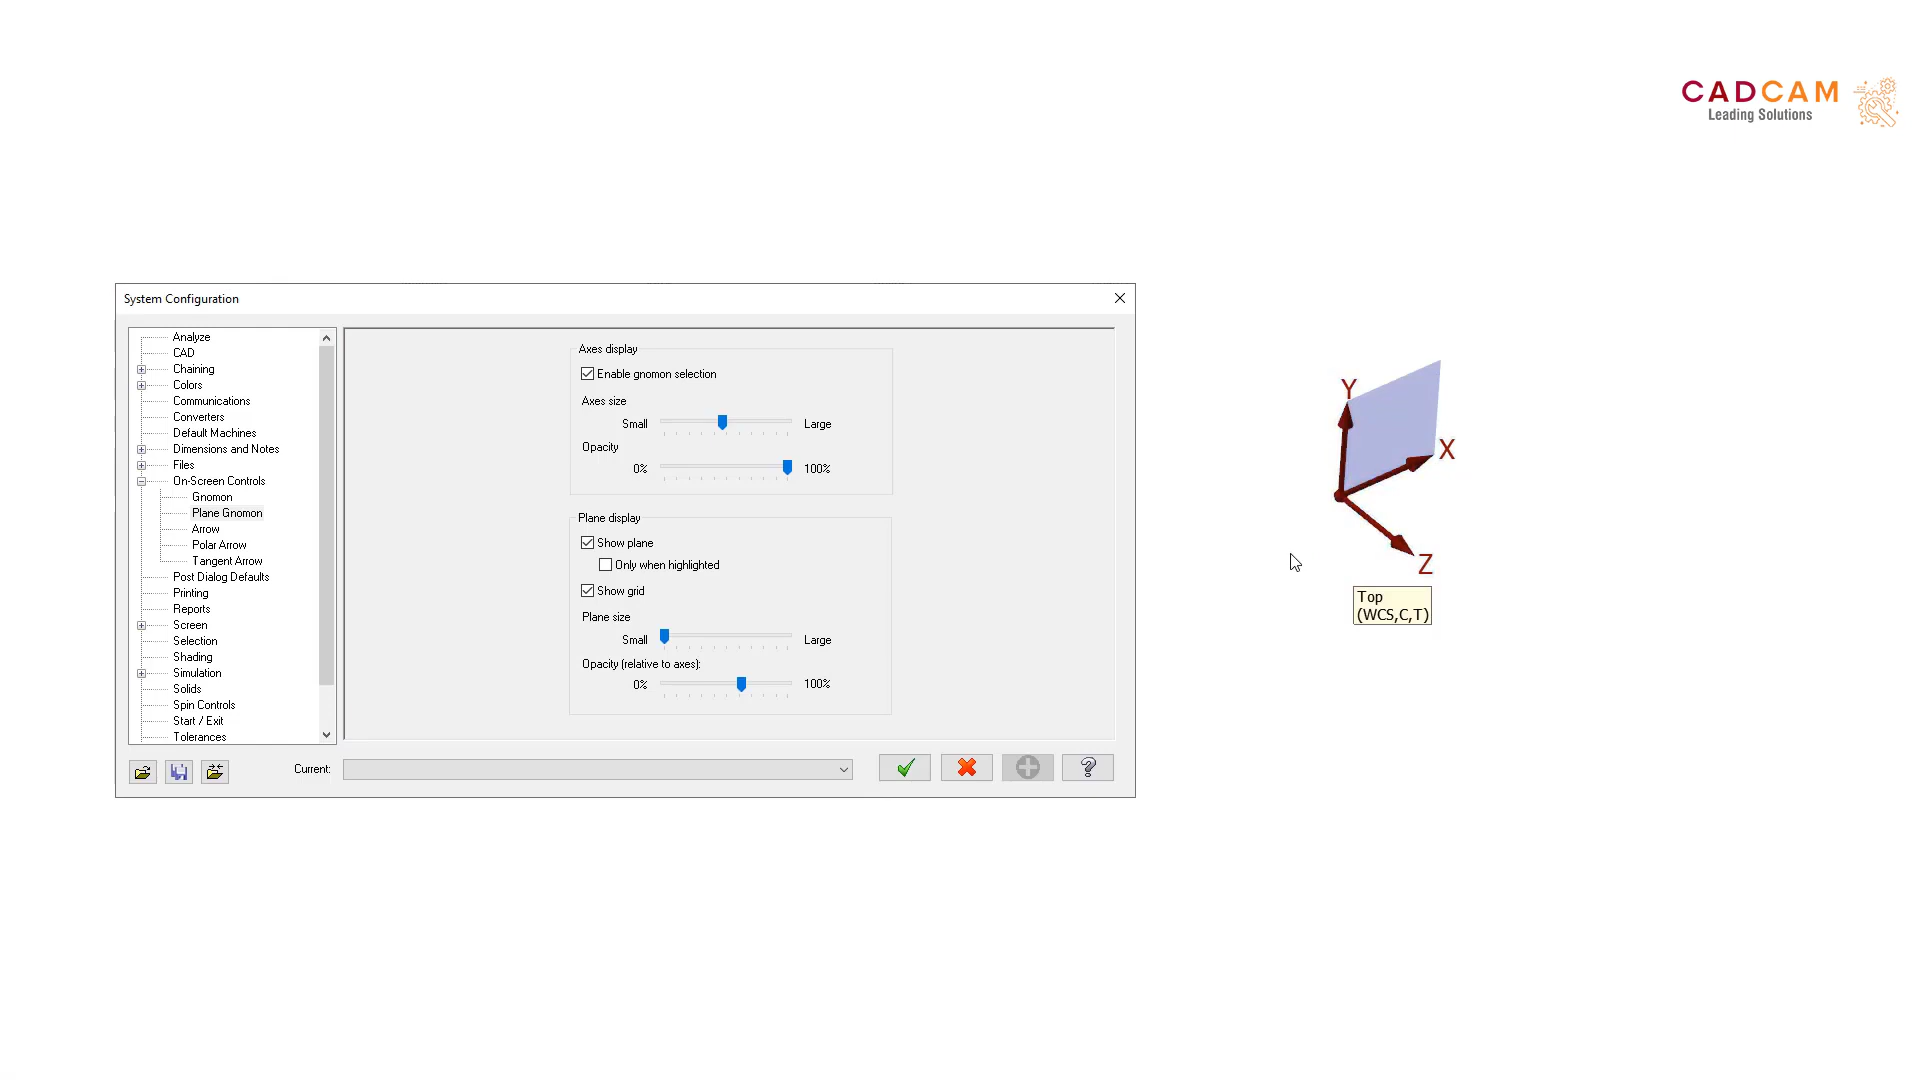 CADCAM
Leading Solutions
System Configuration
Analyze
CAD
Chaining
Colors
Communications
Converters
Default Machines
Dimensions and Notes
Files
On-Screen Controls
Gnomon
Plane Gnomon
Arrow
Polar Arrow
Tangent Arrow
Post Dialog Defaults
Printing
Reports
Screen
Selection
Shading
Simulation
Solids
Spin Controls
Start / Exit
Tolerances
Axes display
Enable gnomon selection
Axes size
Small Large
Opacity
0% 100%
Plane display
Show plane
Only when highlighted
Show grid
Plane size
Small Large
Opacity (relative to axes):
0% 100%
Current:
Y
X
Z
Top
(WCS,C,T)